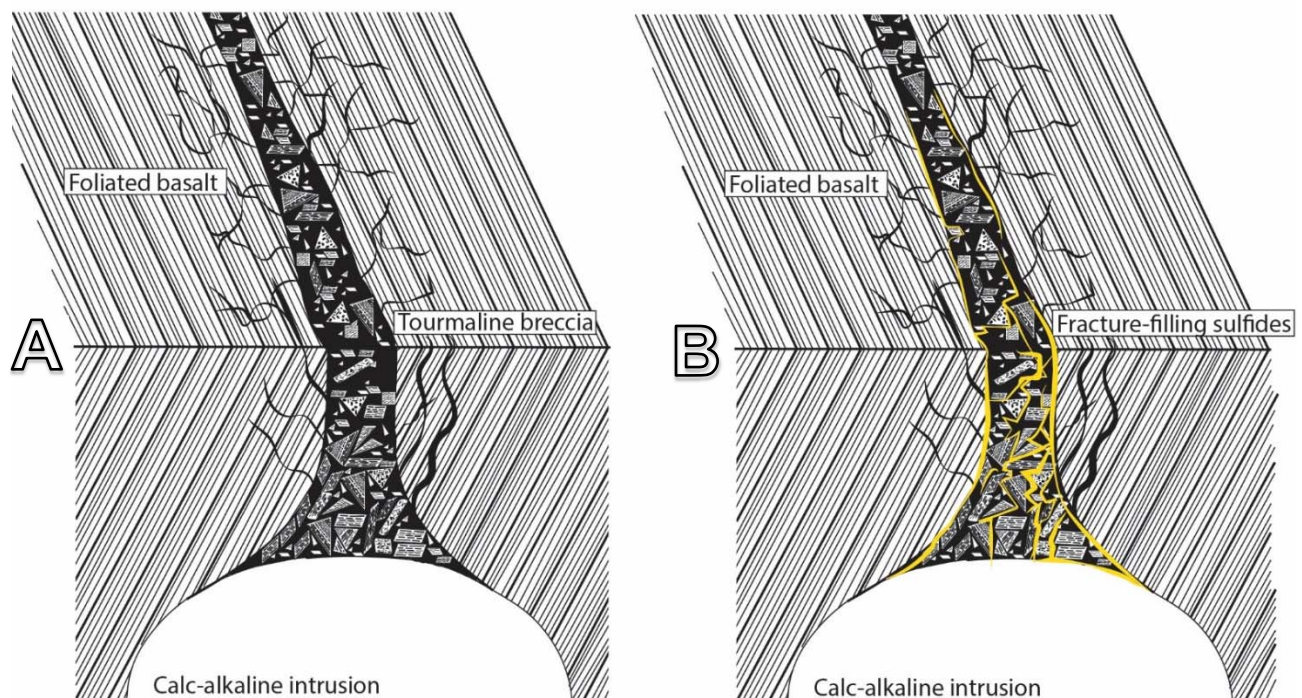 Foliated basalt
Tourmaline breccia
A
Calc-alkaline intrusion
Foliated basalt
Fracture-filling sulfides
B
Calc-alkaline intrusion